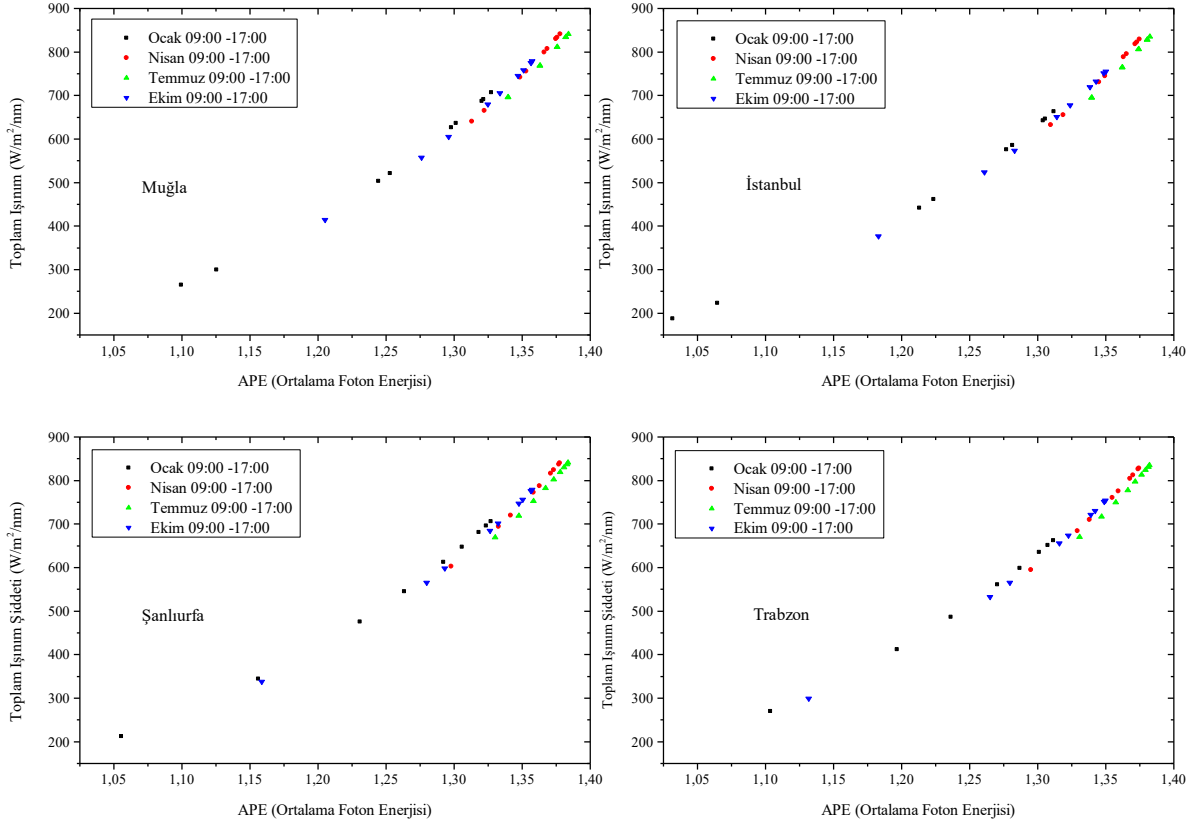 900
800
700
600
500
400
300
200
Toplam Işınım (W/m²/nm)
Ocak 09:00 -17:00
Nisan 09:00 -17:00
Temmuz 09:00 -17:00
Ekim 09:00 -17:00
Muğla
1,05 1,10 1,15 1,20 1,25 1,30 1,35 1,40
APE (Ortalama Foton Enerjisi)
900
800
700
600
500
400
300
200
Toplam Işınım (W/m²/nm)
Ocak 09:00 -17:00
Nisan 09:00 -17:00
Temmuz 09:00 -17:00
Ekim 09:00 -17:00
İstanbul
1,05 1,10 1,15 1,20 1,25 1,30 1,35 1,40
APE (Ortalama Foton Enerjisi)
900
800
700
600
500
400
300
200
Toplam Işınım Şiddeti (W/m²/nm)
Ocak 09:00 -17:00
Nisan 09:00 -17:00
Temmuz 09:00 -17:00
Ekim 09:00 -17:00
Şanlıurfa
1,05 1,10 1,15 1,20 1,25 1,30 1,35 1,40
APE (Ortalama Foton Enerjisi)
900
800
700
600
500
400
300
200
Toplam Işınım Şiddeti (W/m²/nm)
Ocak 09:00 -17:00
Nisan 09:00 -17:00
Temmuz 09:00 -17:00
Ekim 09:00 -17:00
Trabzon
1,05 1,10 1,15 1,20 1,25 1,30 1,35 1,40
APE (Ortalama Foton Enerjisi)